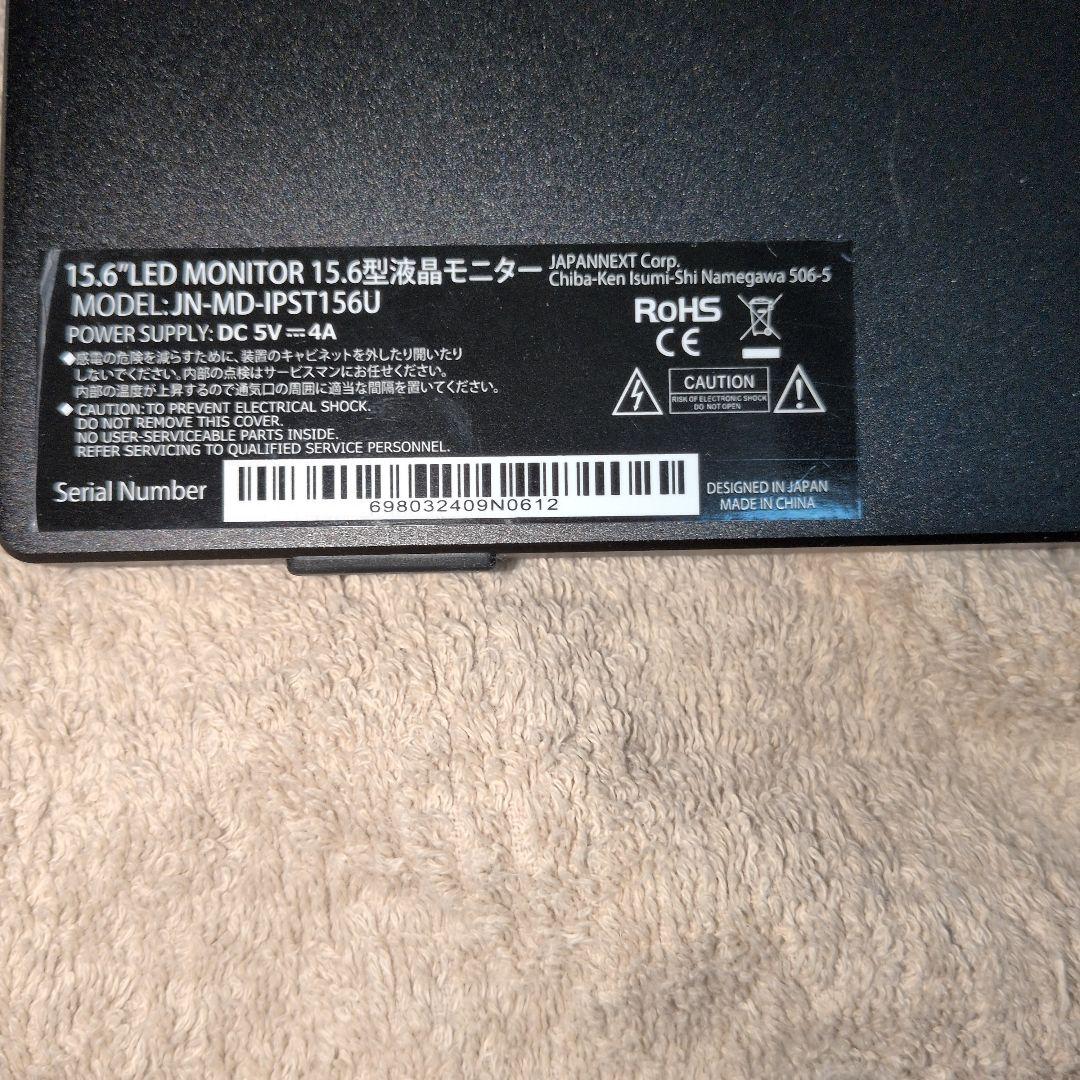 15.6"LED MONITOR 15.6型液晶モニター
JAPANNEXT Corp.
Chiba-Ken Isumi-Shi Namegawa 506-5
MODEL:JN-MD-IPST156U
POWER SUPPLY: DC 5V⎓4A
RoHS
CE
◆感電の危険を減らすために、装置のキャビネットを外したり開いたり
しないでください。内部の点検はサービスマンにお任せください。
内部の温度が上昇するので通気口の周囲に適当な間隔を置いてください。
◆CAUTION:TO PREVENT ELECTRICAL SHOCK.
DO NOT REMOVE THIS COVER.
NO USER-SERVICEABLE PARTS INSIDE.
REFER SERVICING TO QUALIFIED SERVICE PERSONNEL.
CAUTION
RISK OF ELECTRONIC SHOCK
DO NOT OPEN
Serial Number
698032409N0612
DESIGNED IN JAPAN
MADE IN CHINA